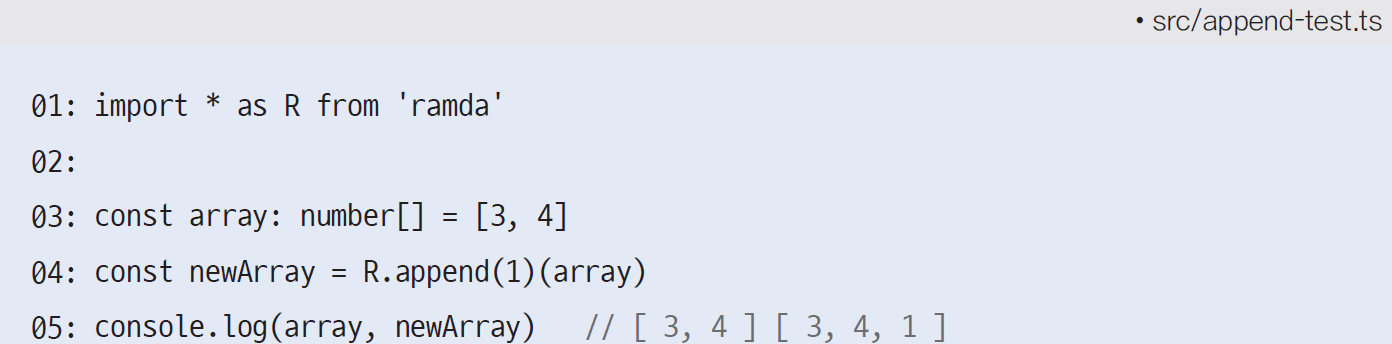 • src/append-test.ts
01: import * as R from 'ramda'
02:
03: const array: number[] = [3, 4]
04: const newArray = R.append(1)(array)
05: console.log(array, newArray)   // [ 3, 4 ] [ 3, 4, 1 ]